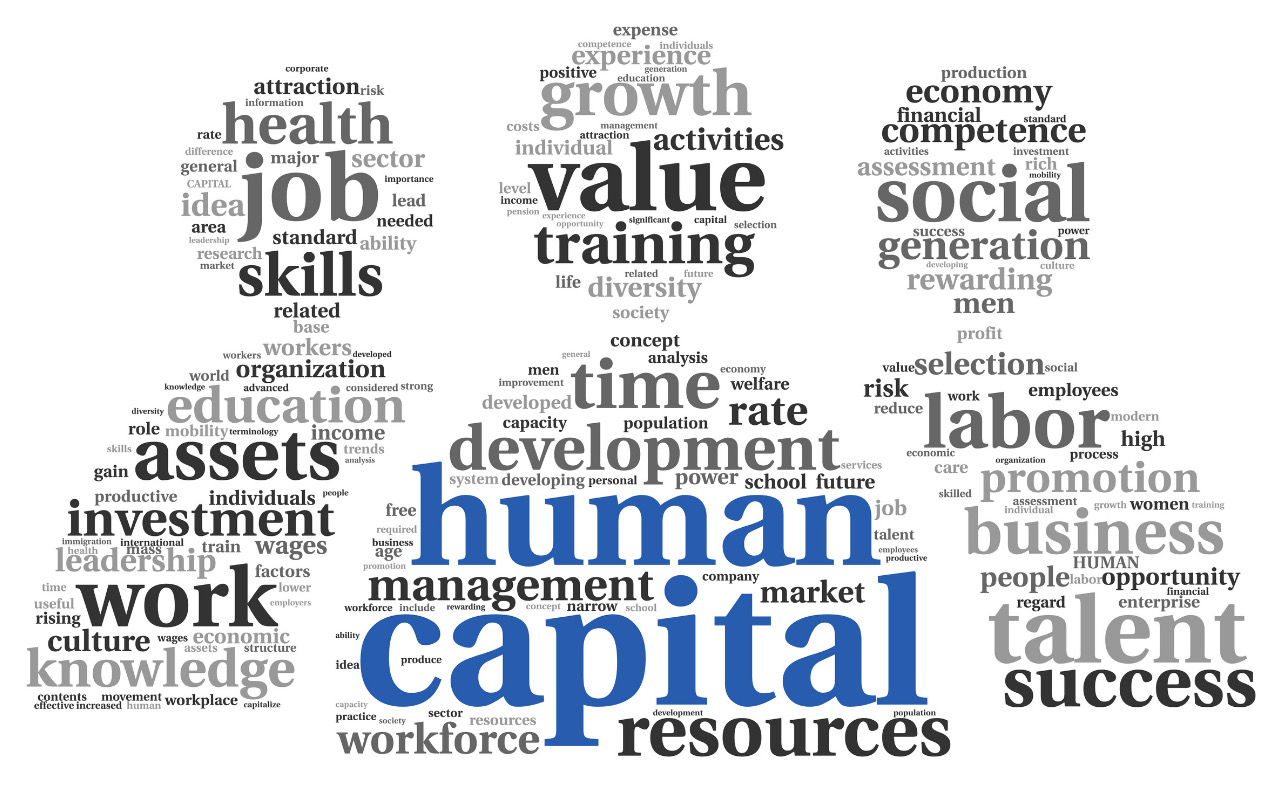 corporate
attraction risk
information
health
rate
difference
major
sector
general
job
importance
CAPITAL
idea
lead
needed
area
standard
leadership
ability
research
market
skills
related
base
workers
workers
developed
organization
world
knowledge
advanced
considered
strong
education
diversity
role
mobility
terminology
income
skills
assets
trends
analysis
gain
productive
individuals
people
investment
immigration
international
health
mass
train
wages
leadership
factors
time
work
lower
useful
employers
rising
culture
wages
economic
assets
structure
knowledge
contents
movement
workplace
effective
increased
human
capitalize
expense
competence
individuals
experience
positive
generation
education
growth
costs
management
attraction
activities
individual
value
level
income
pension
experience
opportunity
significant
capital
selection
training
life
related
future
diversity
society
concept
general
analysis
men
time
economy
improvement
welfare
developed
rate
capacity
population
development
services
system
developing
personal
power
school
future
free
human
job
required
talent
business
age
employees
productive
promotion
management
company
market
workforce
include
rewarding
concept
narrow
school
capital
ability
idea
produce
capacity
practice
society
sector
resources
development
population
workforce
resources
production
economy
financial
standard
competence
activities
investment
assessment
rich
mobility
social
success
power
generation
developing
culture
rewarding
men
profit
value
selection
social
risk
work
employees
reduce
labor
modern
high
economic
process
organization
care
promotion
skilled
assessment
growth
women
training
individual
business
HUMAN
people
labor
opportunity
financial
regard
enterprise
talent
success